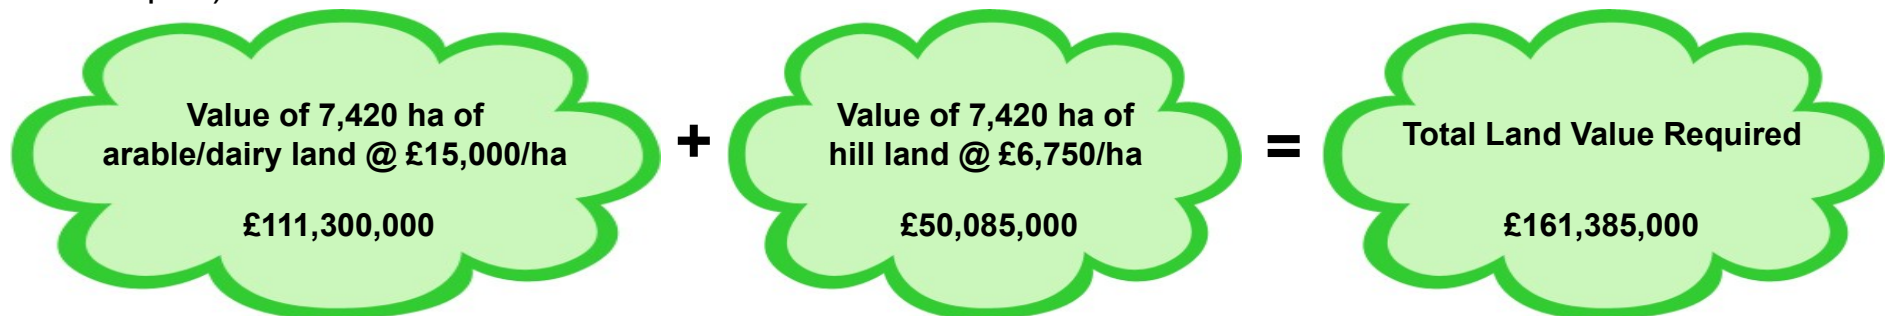 Value of 7,420 ha of
arable/dairy land @ £15,000/ha
£111,300,000
+
Value of 7,420 ha of
hill land @ £6,750/ha
£50,085,000
=
Total Land Value Required
£161,385,000